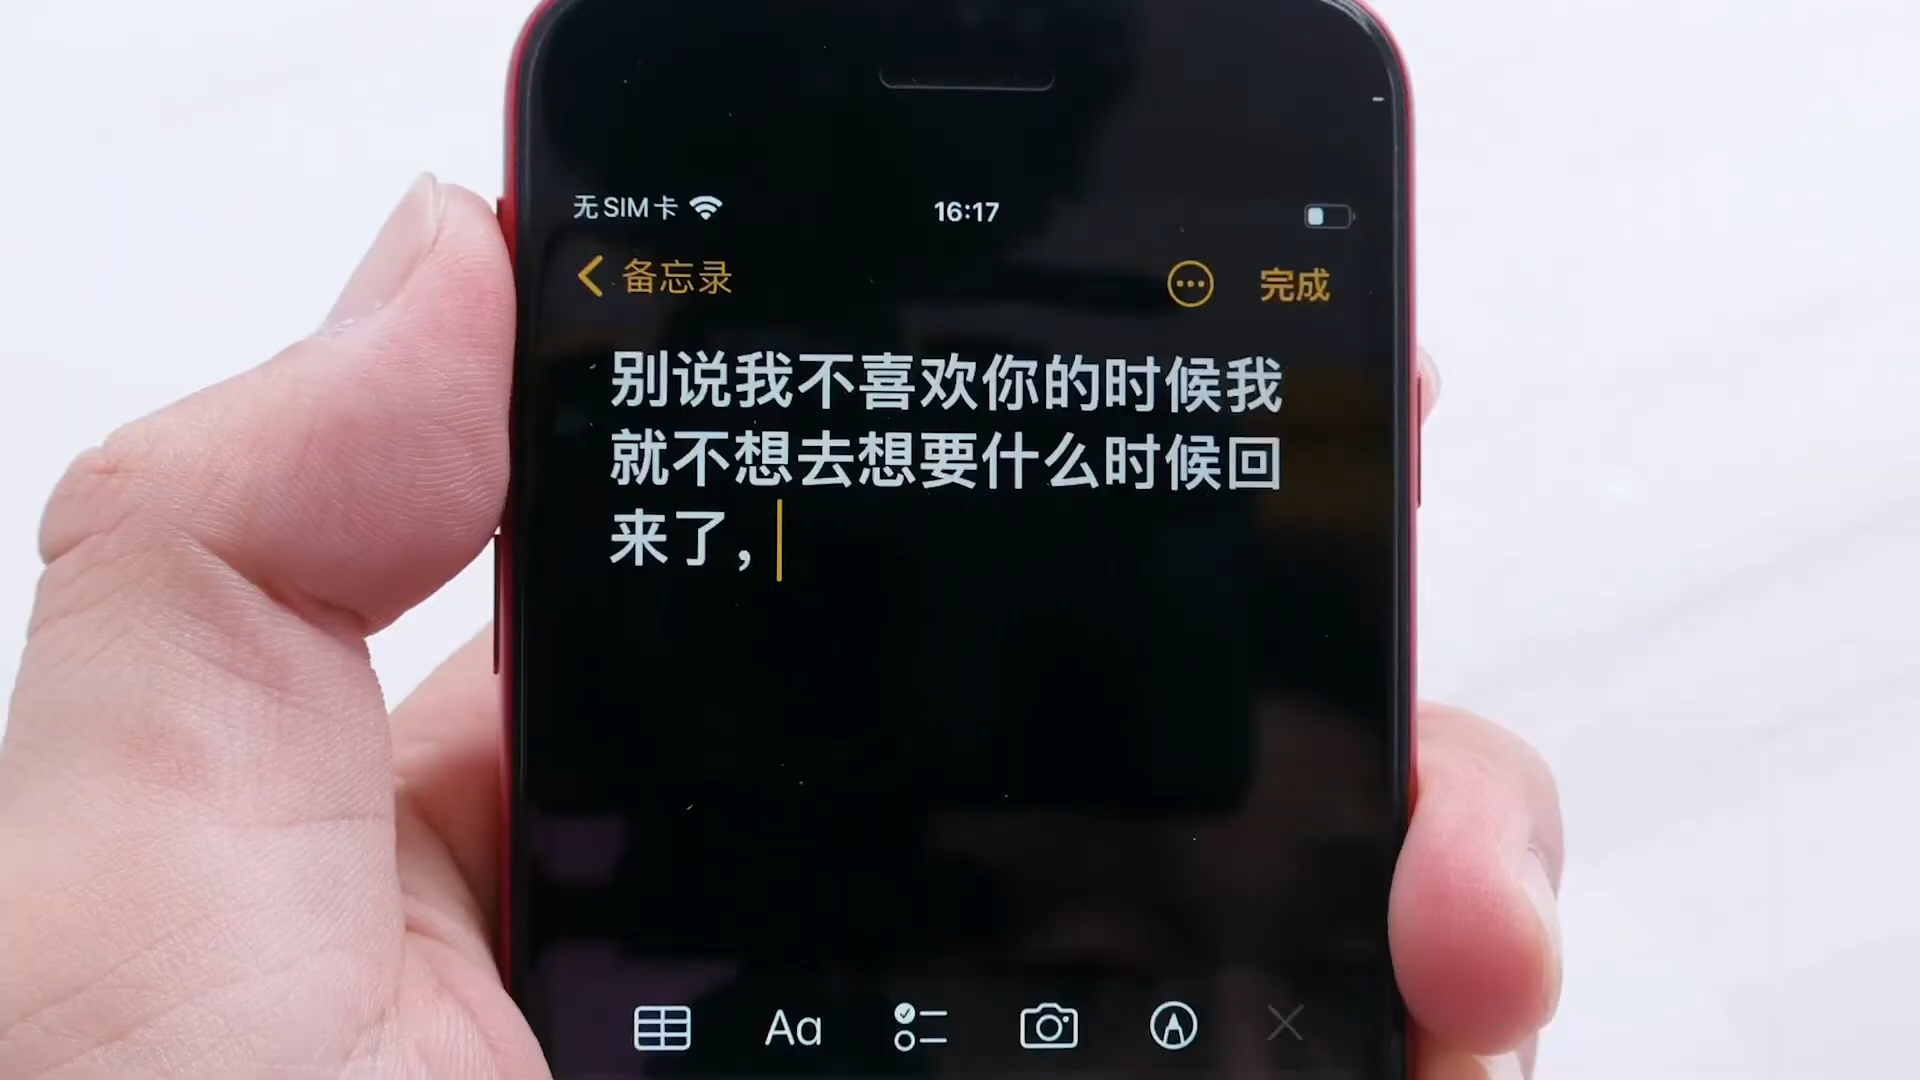 无SIM卡
16:17
备忘录
完成
别说我不喜欢你的时候我
就不想去想要什么时候回
来了，
Aa